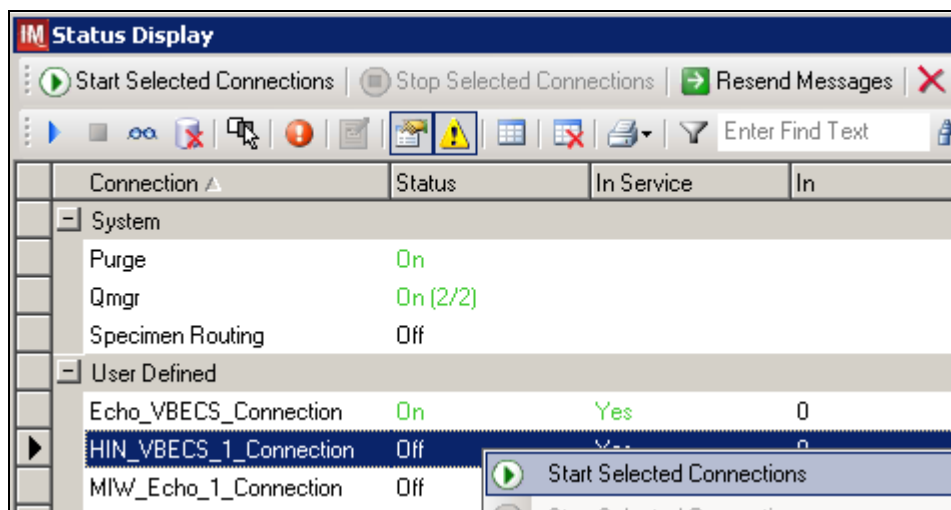 IM Status Display
Start Selected Connections Stop Selected Connections Resend Messages
Enter Find Text
Connection Status In Service In
System
Purge On
Qmgr On (2/2)
Specimen Routing Off
User Defined
Echo_VBECS_Connection On Yes 0
HIN_VBECS_1_Connection Off
Start Selected Connections
MIW_Echo_1_Connection Off